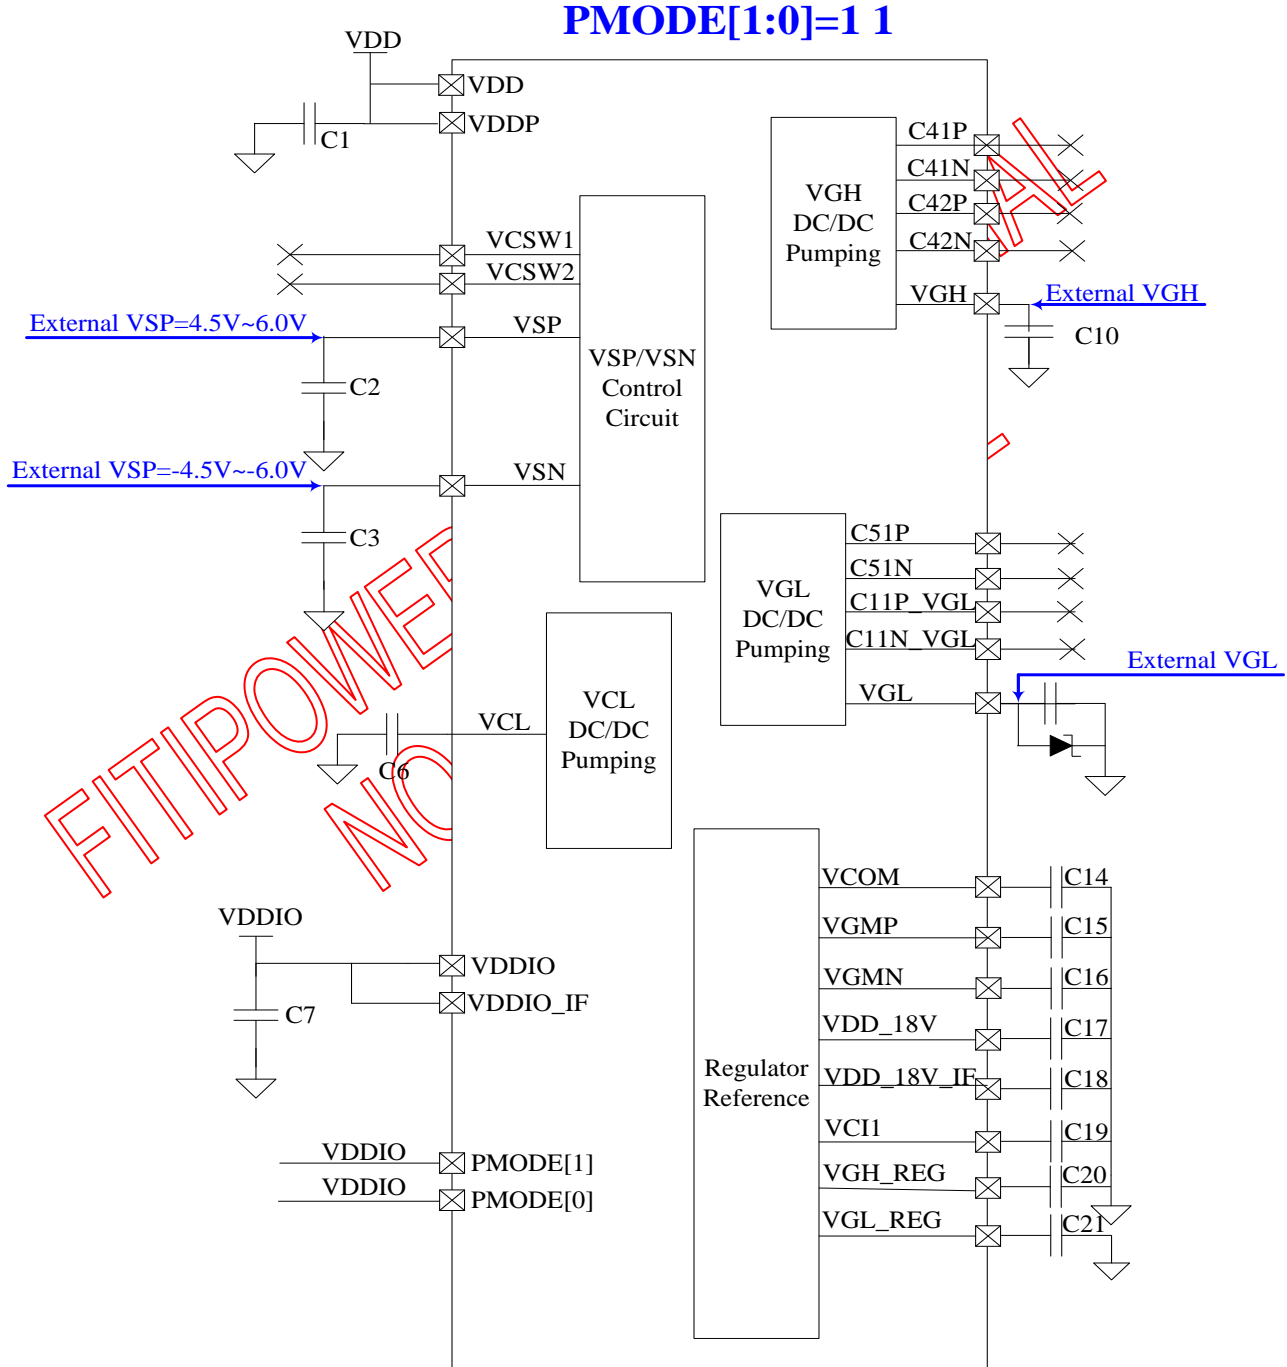 PMODE[1:0]=1 1
VDD
VDD
VDDP
C1
VCSW1
VCSW2
External VSP=4.5V~6.0V
VSP
C2
VSP/VSN
Control
Circuit
External VSP=-4.5V~-6.0V
VSN
C3
VGH
DC/DC
Pumping
C41P
C41N
C42P
C42N
VGH
External VGH
C10
AL
VGL
DC/DC
Pumping
C51P
C51N
C11P_VGL
C11N_VGL
VGL
External VGL
VCL
DC/DC
Pumping
VCL
C6
FITIPOWER
NO
VDDIO
VDDIO
VDDIO_IF
C7
VDDIO
PMODE[1]
VDDIO
PMODE[0]
Regulator
Reference
VCOM
C14
VGMP
C15
VGMN
C16
VDD_18V
C17
VDD_18V_IF
C18
VCI1
C19
VGH_REG
C20
VGL_REG
C21